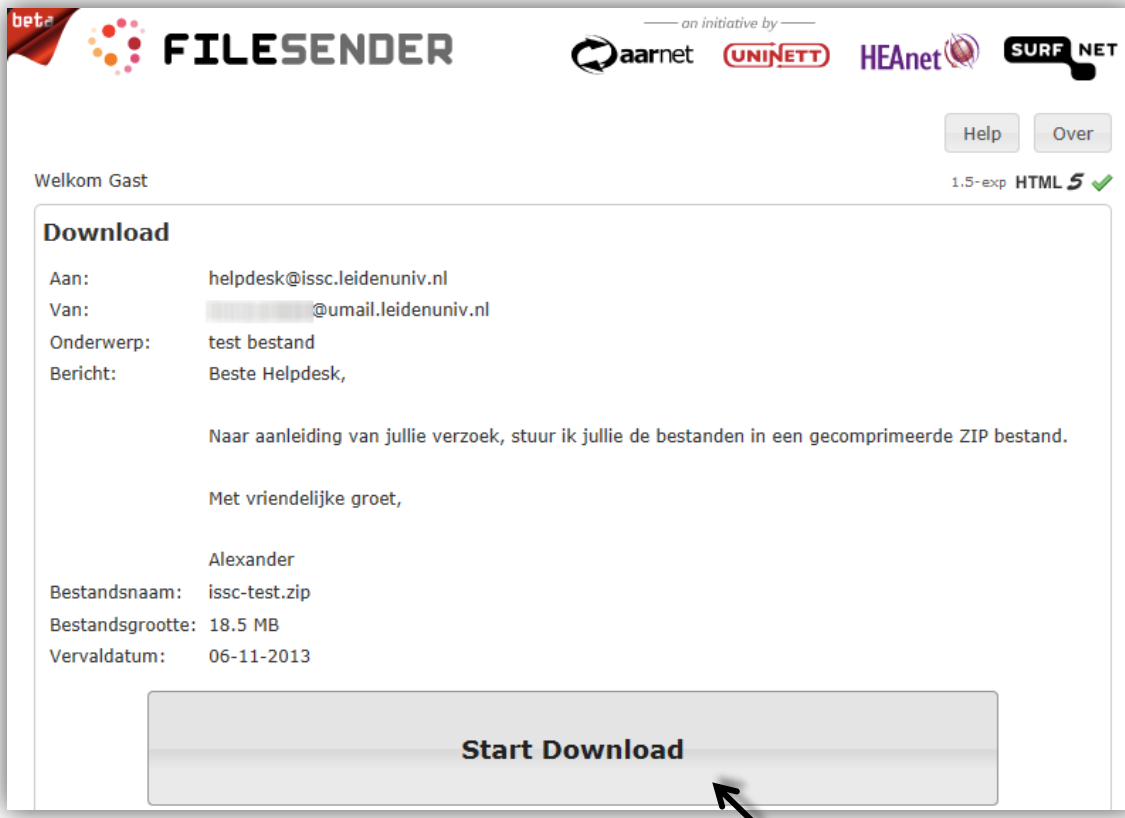 beta
FILESENDER
an initiative by
aarnet UNINETT HEAnet SURF NET
Help Over
Welkom Gast
1.5-exp HTML 5
Download
Aan: helpdesk@issc.leidenuniv.nl
Van: @umail.leidenuniv.nl
Onderwerp: test bestand
Bericht: Beste Helpdesk,
Naar aanleiding van jullie verzoek, stuur ik jullie de bestanden in een gecomprimeerde ZIP bestand.
Met vriendelijke groet,
Alexander
Bestandsnaam: issc-test.zip
Bestandsgrootte: 18.5 MB
Vervaldatum: 06-11-2013
Start Download